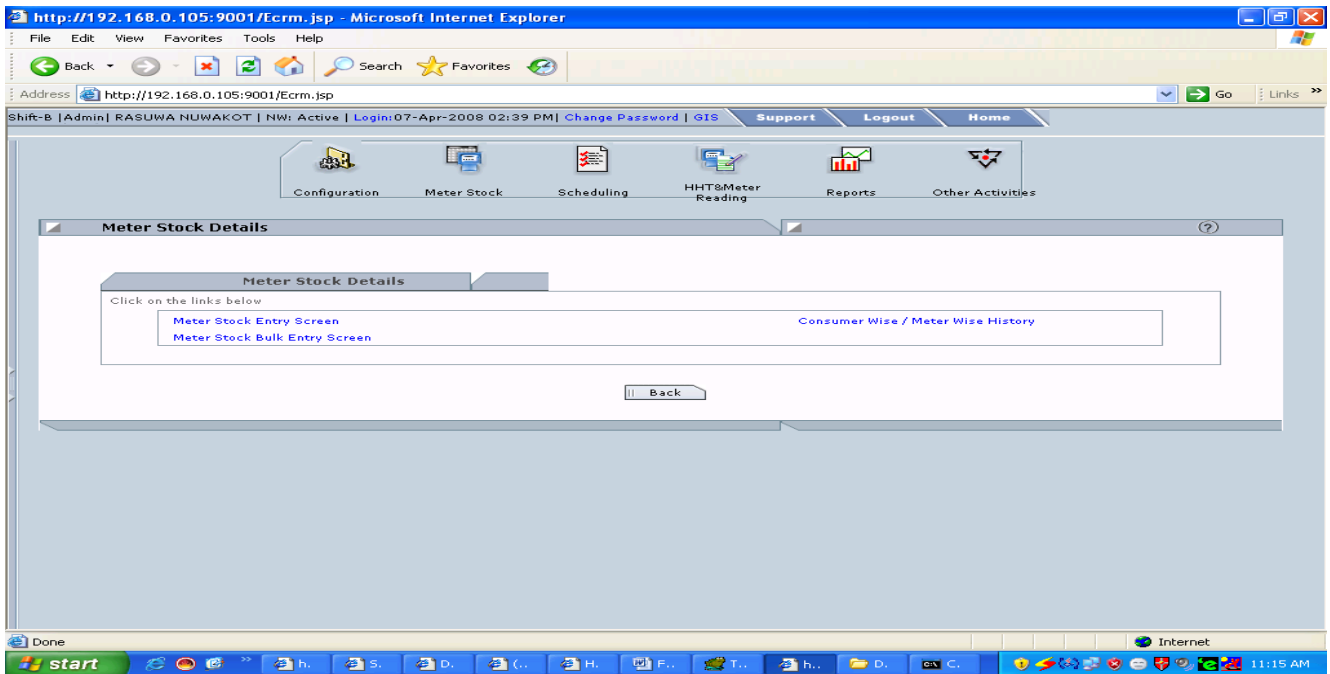 http://192.168.0.105:9001/Ecrm.jsp - Microsoft Internet Explorer
File Edit View Favorites Tools Help
Back Search Favorites
Address http://192.168.0.105:9001/Ecrm.jsp Go Links »
Shift-B |Admin| RASUWA NUWAKOT | NW: Active | Login:07-Apr-2008 02:39 PM| Change Password | GIS Support Logout Home
Configuration Meter Stock Scheduling HHT&Meter Reading Reports Other Activities
Meter Stock Details ?
Meter Stock Details
Click on the links below
Meter Stock Entry Screen Consumer Wise / Meter Wise History
Meter Stock Bulk Entry Screen
Back
Done Internet
start » h. S. D. (.. H. F.. T.. h.. D. C. 11:15 AM